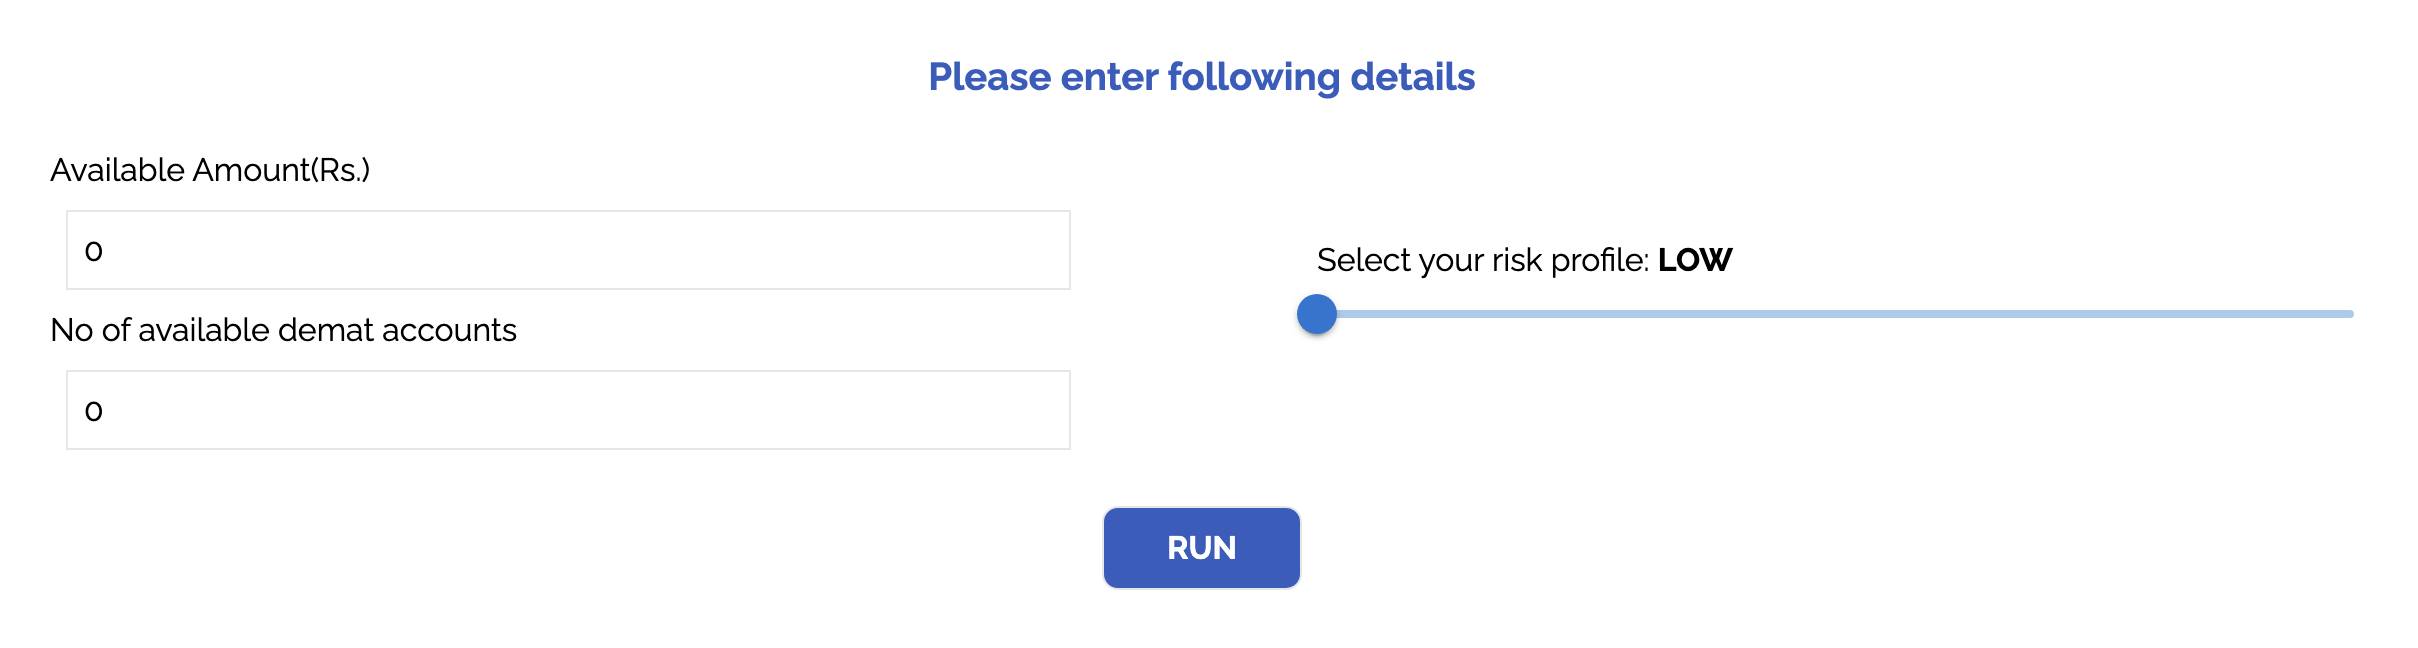 Please enter following details
Available Amount(Rs.)
0
No of available demat accounts
0
Select your risk profile: LOW
RUN